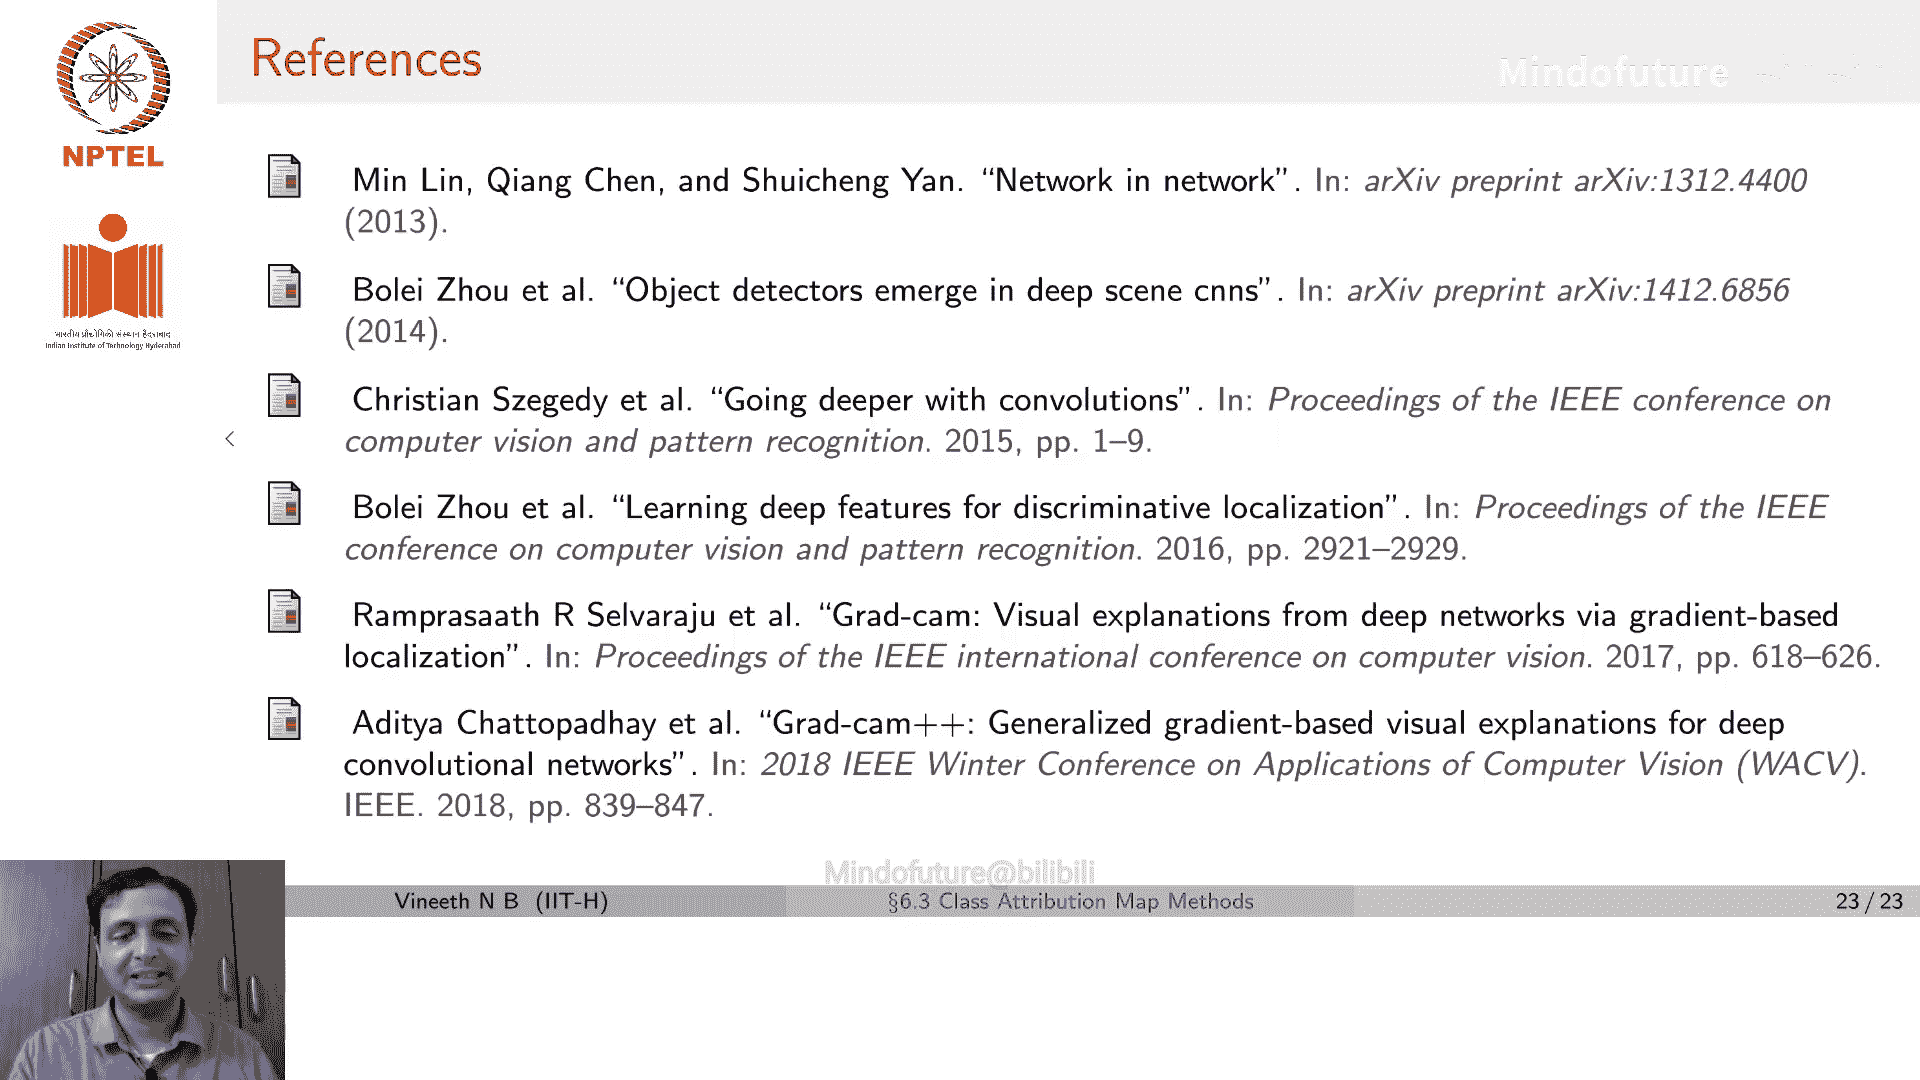 References
Mindofuture
NPTEL
भारतीय प्रौद्योगिकी संस्थान हैदराबाद
Indian Institute of Technology Hyderabad
Min Lin, Qiang Chen, and Shuicheng Yan. “Network in network”. In: arXiv preprint arXiv:1312.4400
(2013).
Bolei Zhou et al. “Object detectors emerge in deep scene cnns”. In: arXiv preprint arXiv:1412.6856
(2014).
Christian Szegedy et al. “Going deeper with convolutions”. In: Proceedings of the IEEE conference on
computer vision and pattern recognition. 2015, pp. 1–9.
Bolei Zhou et al. “Learning deep features for discriminative localization”. In: Proceedings of the IEEE
conference on computer vision and pattern recognition. 2016, pp. 2921–2929.
Ramprasaath R Selvaraju et al. “Grad-cam: Visual explanations from deep networks via gradient-based
localization”. In: Proceedings of the IEEE international conference on computer vision. 2017, pp. 618–626.
Aditya Chattopadhay et al. “Grad-cam++: Generalized gradient-based visual explanations for deep
convolutional networks”. In: 2018 IEEE Winter Conference on Applications of Computer Vision (WACV).
IEEE. 2018, pp. 839–847.
Mindofuture@bilibili
Vineeth N B (IIT-H)
§6.3 Class Attribution Map Methods
23 / 23